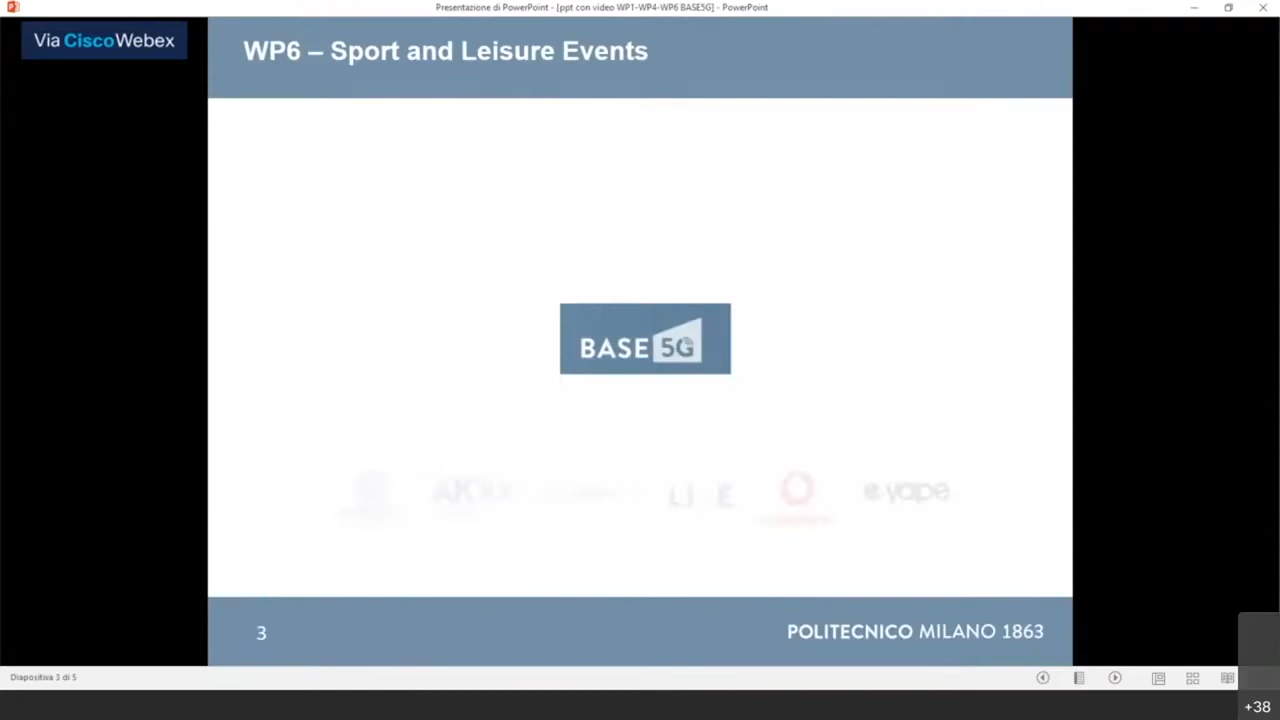 Presentazione di PowerPoint - [ppt con video WP1-WP4-WP6 BASE5G] - PowerPoint
Via CiscoWebex
WP6 – Sport and Leisure Events
BASE 5G
e.yape
3
POLITECNICO MILANO 1863
Diapositiva 3 di 5
+38